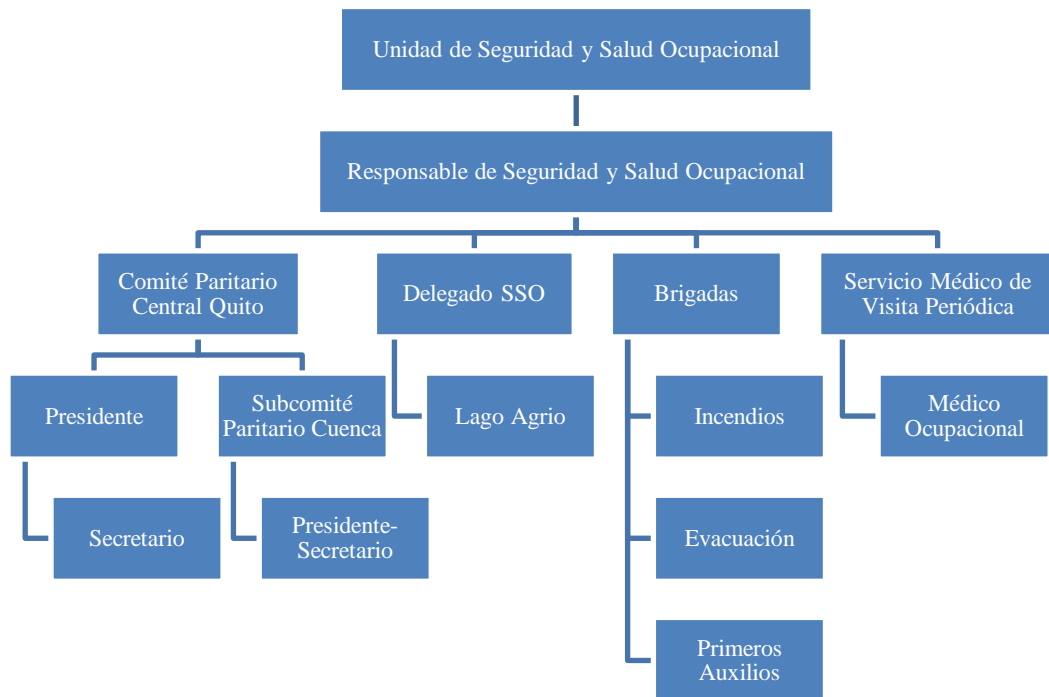 Unidad de Seguridad y Salud Ocupacional
Responsable de Seguridad y Salud Ocupacional
Comité Paritario
Central Quito
Delegado SSO
Brigadas
Servicio Médico de
Visita Periódica
Presidente
Subcomité
Paritario Cuenca
Lago Agrio
Incendios
Médico
Ocupacional
Secretario
Presidente-
Secretario
Evacuación
Primeros
Auxilios